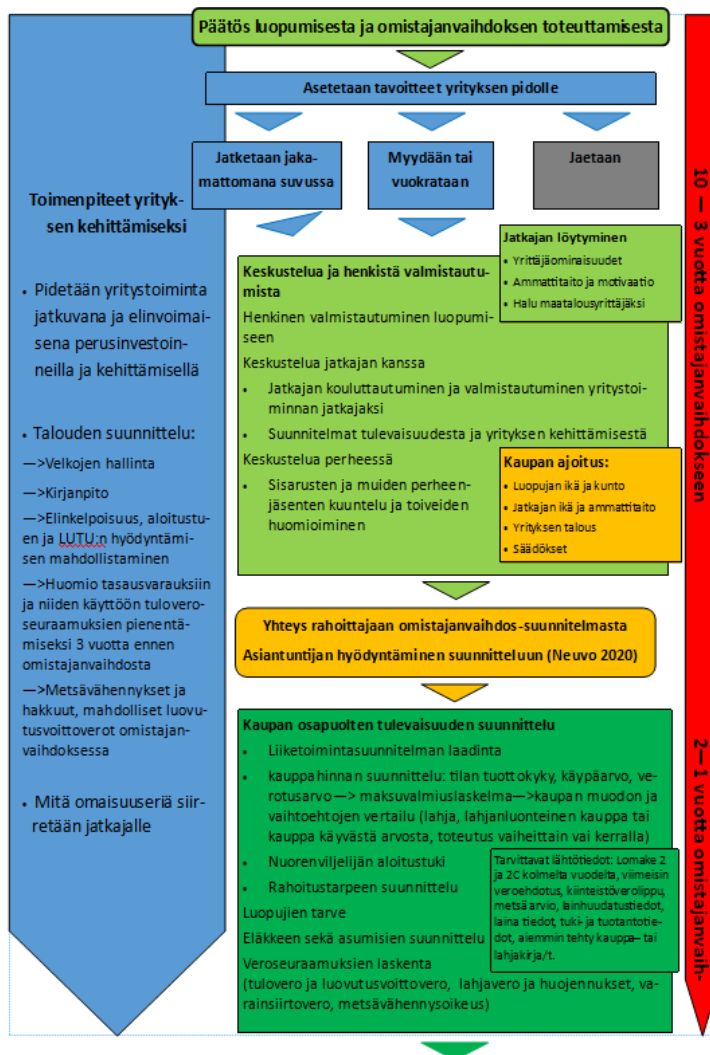 Päätös luopumisesta ja omistajanvaihdoksen toteuttamisesta
Asetetaan tavoitteet yrityksen pidolle
Jatketaan jaka-
mattomana suvussa
Myydään tai
vuokrataan
Jaetaan
Toimenpiteet yrityk-
sen kehittämiseksi
• Pidetään yritystoiminta
jatkuvana ja elinvoimai-
sena perusinvestoin-
neilla ja kehittämisellä
• Talouden suunnittelu:
—>Velkojen hallinta
—>Kirjanpito
—>Elinkelpoisuus, aloitustu-
en ja LUTU:n hyödyntämi-
sen mahdollistaminen
—>Huomio tasausvarauksiin
ja niiden käyttöön tulovero-
seuraamuksien pienentä-
miseksi 3 vuotta ennen
omistajanvaihdosta
—>Metsävähennykset ja
hakkuut, mahdolliset luovu-
tusvoittoverot omistajan-
vaihdoksessa
• Mitä omaisuuseriä siir-
retään jatkajalle
Jatkajan löytyminen
• Yrittäjäominaisuudet
• Ammattitaito ja motivaatio
• Halu maatalousyrittäjäksi
Keskustelua ja henkistä valmistautu-
mista
Henkinen valmistautuminen luopumi-
seen
Keskustelua jatkajan kanssa
• Jatkajan kouluttautuminen ja valmistautuminen yritystoi-
minnan jatkajaksi
• Suunnitelmat tulevaisuudesta ja yrityksen kehittämisestä
Keskustelua perheessä
• Sisarusten ja muiden perheen-
jäsenten kuuntelu ja toiveiden
huomioiminen
Kaupan ajoitus:
• Luopujan ikä ja kunto
• Jatkajan ikä ja ammattitaito
• Yrityksen talous
• Säädökset
Yhteys rahoittajaan omistajanvaihdos-suunnitelmasta
Asiantuntijan hyödyntäminen suunnitteluun (Neuvo 2020)
Kaupan osapuolten tulevaisuuden suunnittelu
• Liiketoimintasuunnitelman laadinta
• kauppahinnan suunnittelu: tilan tuottokyky, käypäarvo, ve-
rotusarvo—> maksuvalmiuslaskelma—>kaupan muodon ja
vaihtoehtojen vertailu (lahja, lahjanluonteinen kauppa tai
kauppa käyvästä arvosta, toteutus vaiheittain vai kerralla)
• Nuorenviljelijän aloitustuki
• Rahoitustarpeen suunnittelu
Luopujien tarve
Eläkkeen sekä asumisien suunnittelu
Veroseuraamuksien laskenta
(tulovero ja luovutusvoittovero, lahjavero ja huojennukset, va-
rainsiirtovero, metsävähennysoikeus)
Tarvittavat lähtötiedot: Lomake 2
ja 2C kolmelta vuodelta, viimeisin
veroehdotus, kiinteistöverolippu,
metsä arvio, lainhuudatustiedot,
laina tiedot, tuki- ja tuotantotie-
dot, aiemmin tehty kauppa– tai
lahjakirja/t.
10 — 3 vuotta omistajanvaihdokseen
2— 1 vuotta omistajanvaih-